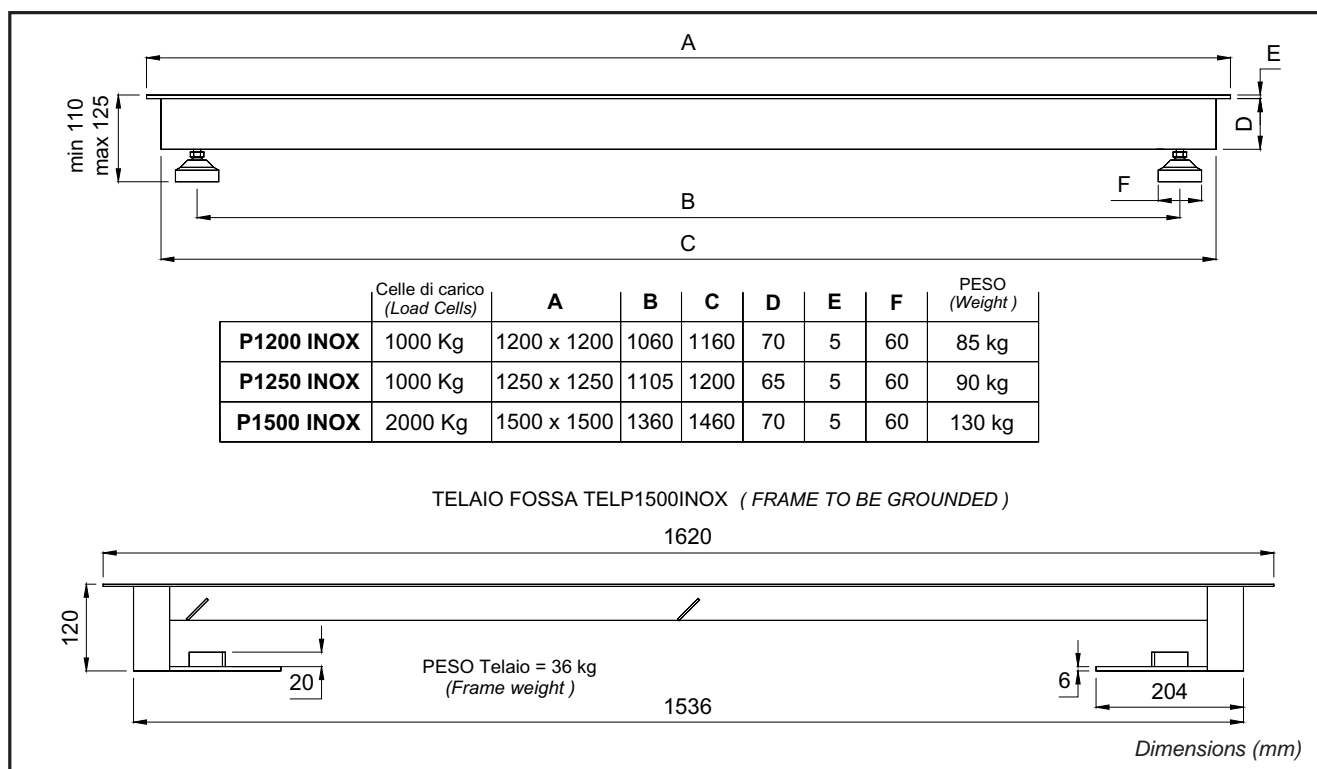 A
E
min 110
max 125
D
F
B
C
Celle di carico
(Load Cells)
A B C D E F
PESO
(Weight )
P1200 INOX 1000 Kg 1200 x 1200 1060 1160 70 5 60 85 kg
P1250 INOX 1000 Kg 1250 x 1250 1105 1200 65 5 60 90 kg
P1500 INOX 2000 Kg 1500 x 1500 1360 1460 70 5 60 130 kg
TELAIO FOSSA TELP1500INOX ( FRAME TO BE GROUNDED )
1620
120
20
PESO Telaio = 36 kg
(Frame weight )
6
204
1536
Dimensions (mm)